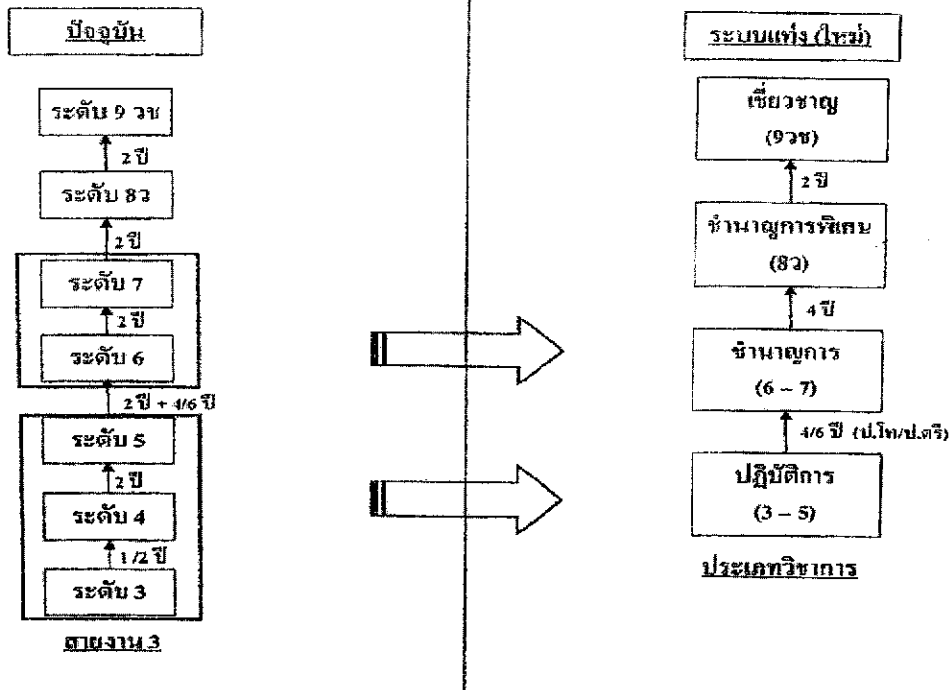 ปัจจุบัน
ระดับ 9 วช
2 ปี
ระดับ 8ว
2 ปี
ระดับ 7
2 ปี
ระดับ 6
2 ปี + 4/6 ปี
ระดับ 5
2 ปี
ระดับ 4
1/2 ปี
ระดับ 3
สายงาน 3
ระบบแท่ง (ใหม่)
เชี่ยวชาญ
(9วช)
2 ปี
ชำนาญการพิเศษ
(8ว)
4 ปี
ชำนาญการ
(6 – 7)
4/6 ปี (ป.โท/ป.ตรี)
ปฏิบัติการ
(3 – 5)
ประเภทวิชาการ